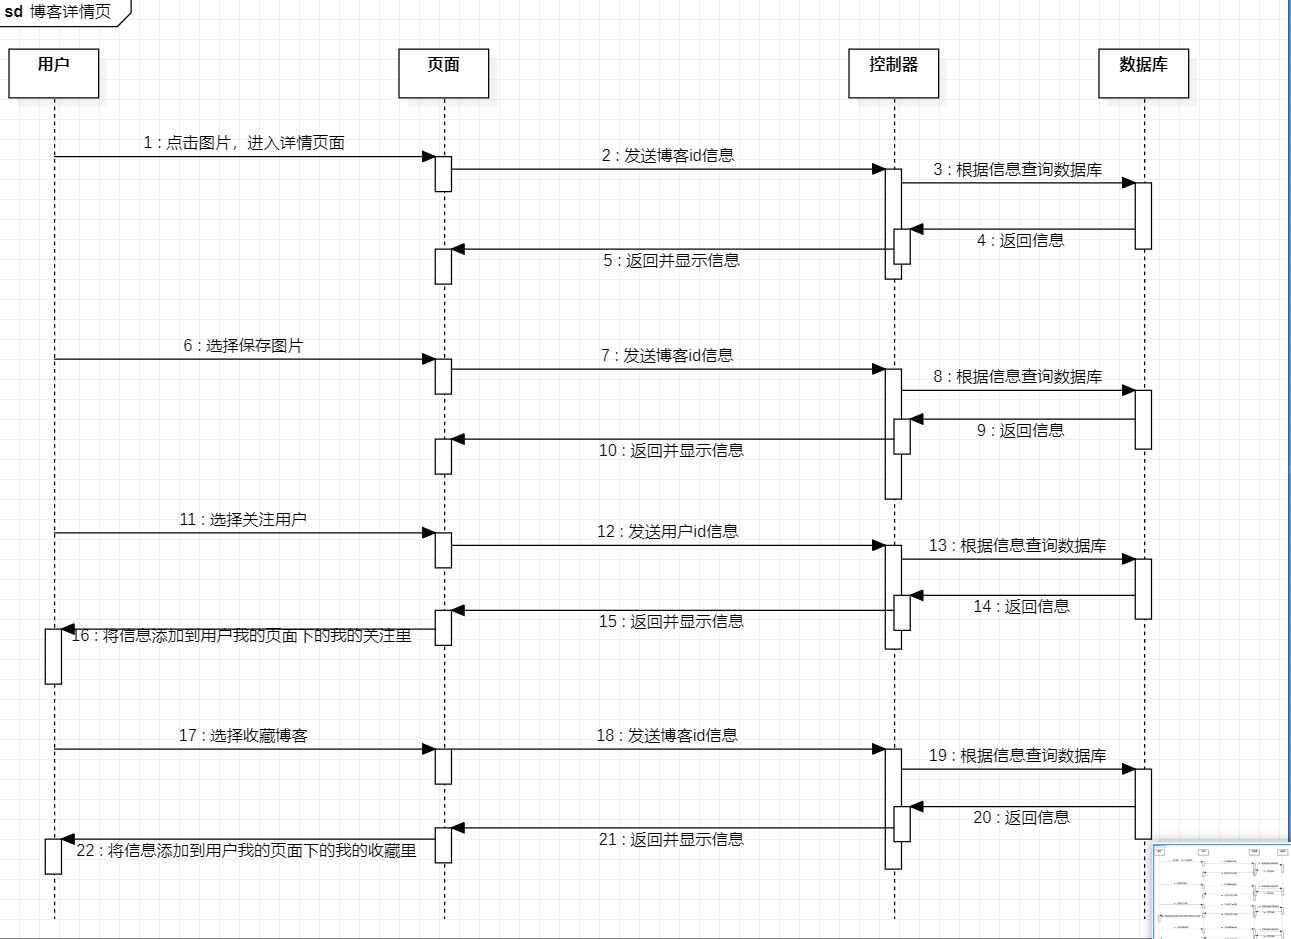 sd 博客详情页
用户
页面
控制器
数据库
1 : 点击图片，进入详情页面
2 : 发送博客id信息
3 : 根据信息查询数据库
4 : 返回信息
5 : 返回并显示信息
6 : 选择保存图片
7 : 发送博客id信息
8 : 根据信息查询数据库
9 : 返回信息
10 : 返回并显示信息
11 : 选择关注用户
12 : 发送用户id信息
13 : 根据信息查询数据库
14 : 返回信息
15 : 返回并显示信息
16 : 将信息添加到用户我的页面下的我的关注里
17 : 选择收藏博客
18 : 发送博客id信息
19 : 根据信息查询数据库
20 : 返回信息
21 : 返回并显示信息
22 : 将信息添加到用户我的页面下的我的收藏里